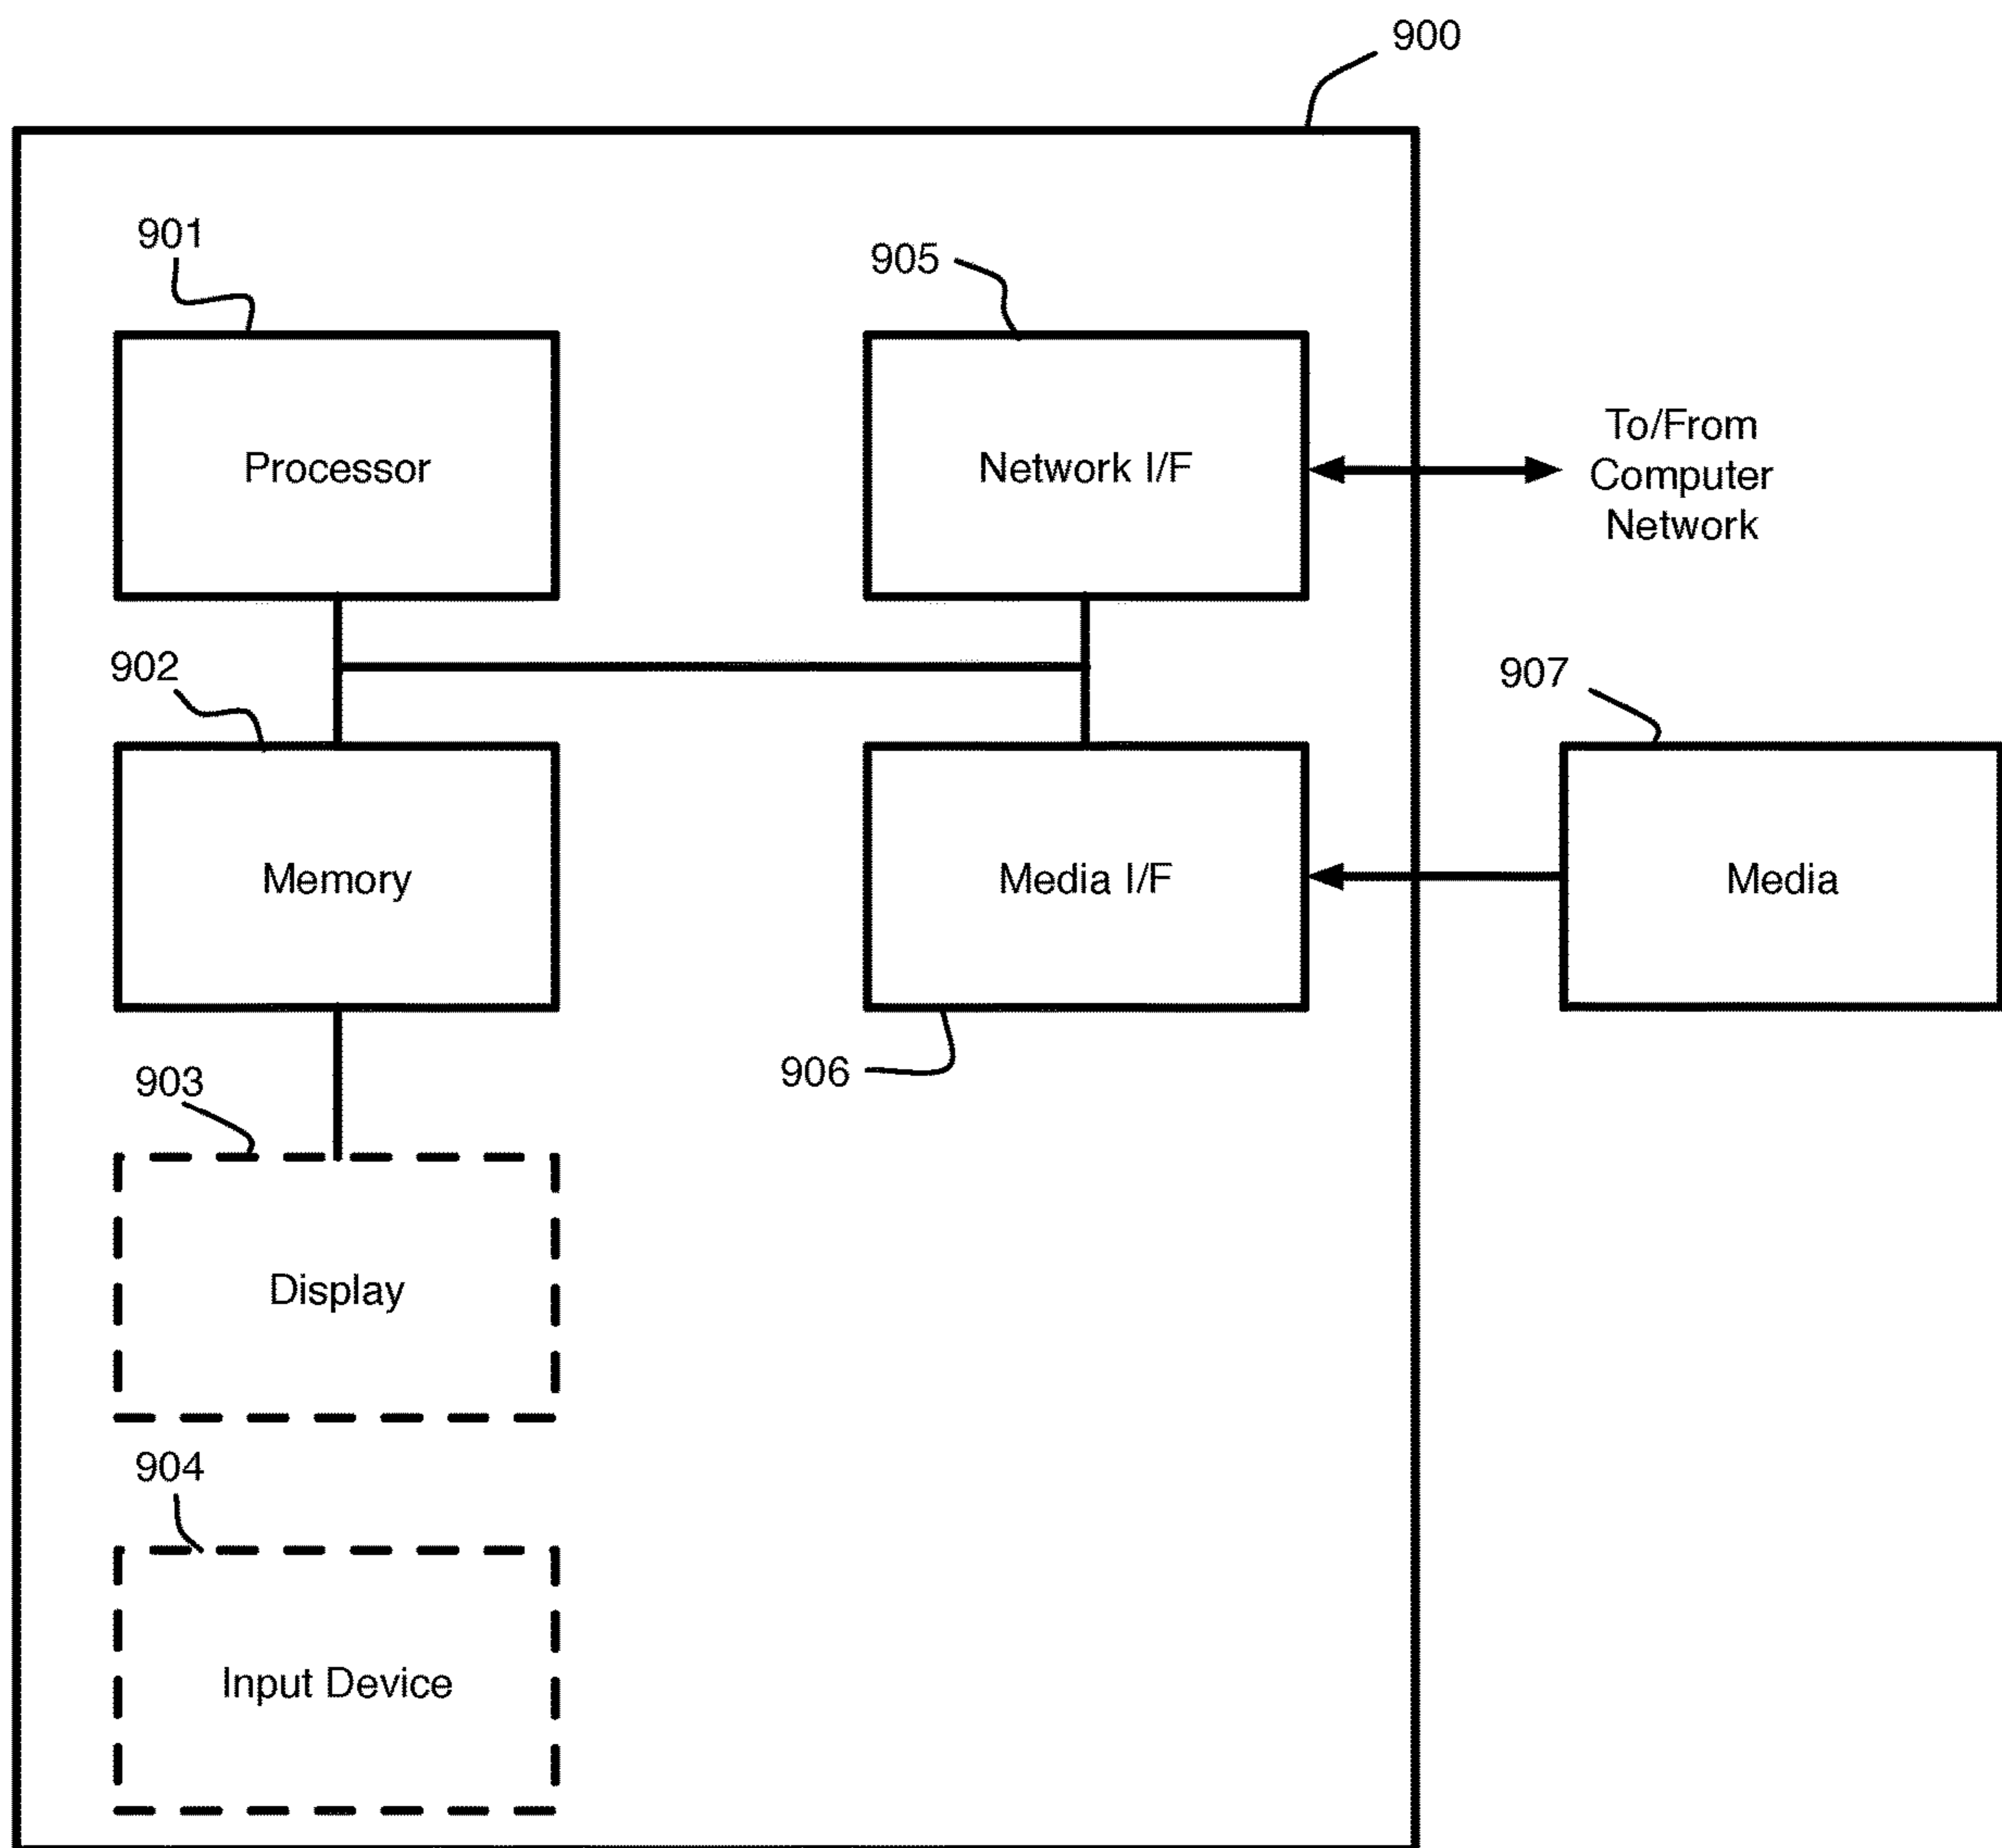 900
901
905
Processor
Network I/F
To/From
Computer
Network
902
907
Memory
Media I/F
Media
903
906
Display
904
Input Device